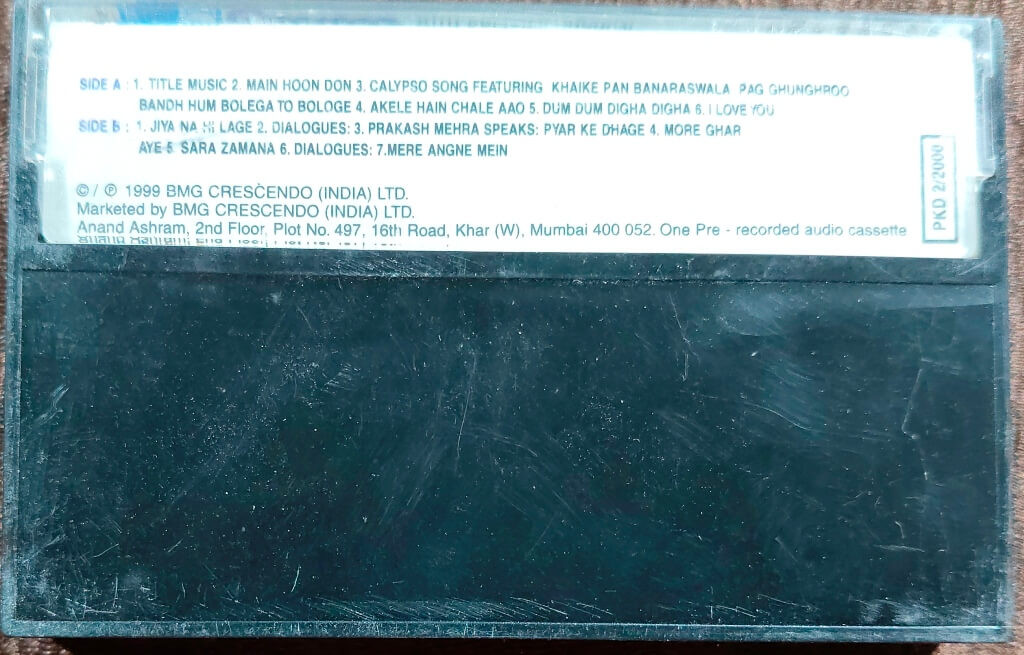 SIDE A : 1. TITLE MUSIC 2. MAIN HOON DON 3. CALYPSO SONG FEATURING KHAIKE PAN BANARASWALA PAG GHUNGHROO
BANDH HUM BOLEGA TO BOLOGE 4. AKELE HAIN CHALE AAO 5. DUM DUM DIGHA DIGHA 6. I LOVE YOU
SIDE B : 1. JIYA NA HI LAGE 2. DIALOGUES: 3. PRAKASH MEHRA SPEAKS: PYAR KE DHAGE 4. MORE GHAR
AYE 5. SARA ZAMANA 6. DIALOGUES: 7.MERE ANGNE MEIN
PKD 2/2000
© / ℗ 1999 BMG CRESCENDO (INDIA) LTD.
Marketed by BMG CRESCENDO (INDIA) LTD.
Anand Ashram, 2nd Floor, Plot No. 497, 16th Road, Khar (W), Mumbai 400 052. One Pre - recorded audio cassette